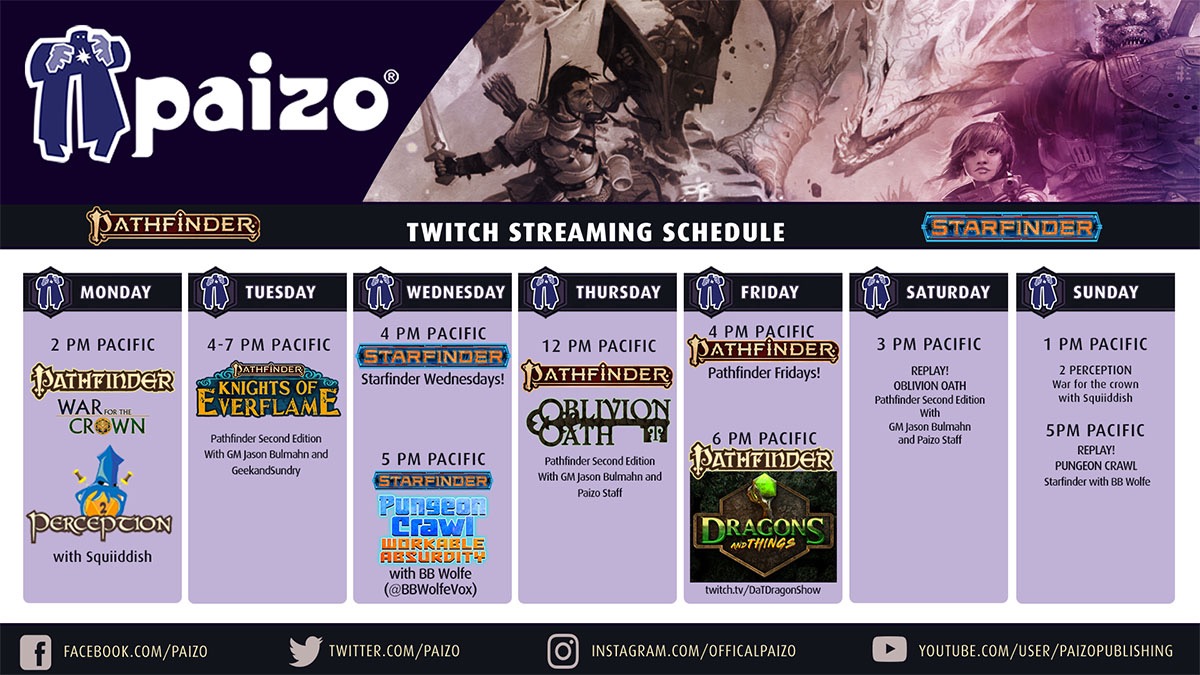 paizo®
PATHFINDER
TWITCH STREAMING SCHEDULE
STARFINDER
MONDAY
2 PM PACIFIC
PATHFINDER
WAR FOR THE
CROWN
2
PERCEPTION
with Squiiddish
TUESDAY
4-7 PM PACIFIC
PATHFINDER
KNIGHTS OF
EVERFLAME
Pathfinder Second Edition
With GM Jason Bulmahn and
GeekandSundry
WEDNESDAY
4 PM PACIFIC
STARFINDER
Starfinder Wednesdays!
5 PM PACIFIC
STARFINDER
Pungeon
Crawl
WORKABLE
ABSURDITY
with BB Wolfe
(@BBWolfeVox)
THURSDAY
12 PM PACIFIC
PATHFINDER
OBLIVION
OATH
Pathfinder Second Edition
With GM Jason Bulmahn and
Paizo Staff
FRIDAY
4 PM PACIFIC
PATHFINDER
Pathfinder Fridays!
6 PM PACIFIC
PATHFINDER
DRAGONS
AND THINGS
twitch.tv/DaTDragonShow
SATURDAY
3 PM PACIFIC
REPLAY!
OBLIVION OATH
Pathfinder Second Edition
With
GM Jason Bulmahn
and Paizo Staff
SUNDAY
1 PM PACIFIC
2 PERCEPTION
War for the crown
with Squiiddish
5PM PACIFIC
REPLAY!
PUNGEON CRAWL
Starfinder with BB Wolfe
FACEBOOK.COM/PAIZO
TWITTER.COM/PAIZO
INSTAGRAM.COM/OFFICALPAIZO
YOUTUBE.COM/USER/PAIZOPUBLISHING